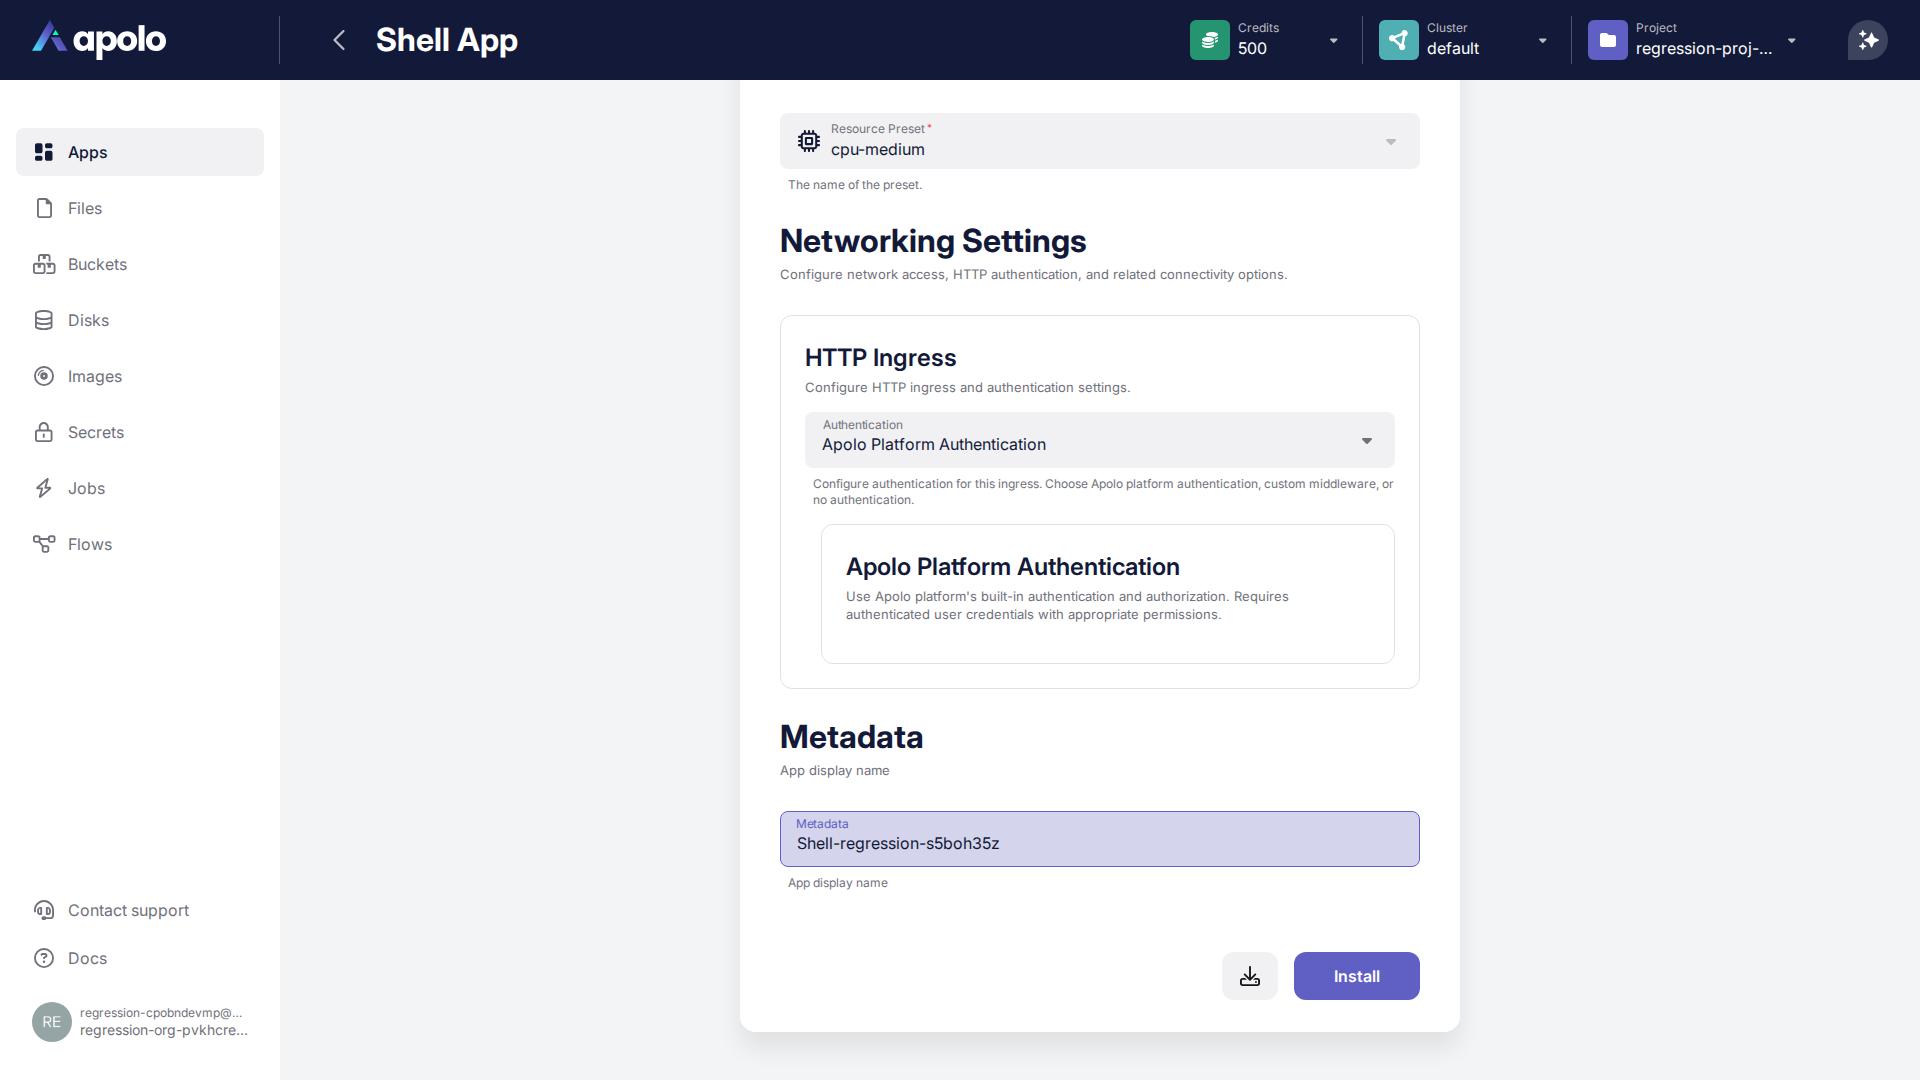 apolo
Shell App
Credits
500
Cluster
default
Project
regression-proj-...
Apps
Files
Buckets
Disks
Images
Secrets
Jobs
Flows
Contact support
Docs
RE
regression-cpobndevmp@...
regression-org-pvkhcre...
Resource Preset*
cpu-medium
The name of the preset.
Networking Settings
Configure network access, HTTP authentication, and related connectivity options.
HTTP Ingress
Configure HTTP ingress and authentication settings.
Authentication
Apolo Platform Authentication
Configure authentication for this ingress. Choose Apolo platform authentication, custom middleware, or
no authentication.
Apolo Platform Authentication
Use Apolo platform's built-in authentication and authorization. Requires
authenticated user credentials with appropriate permissions.
Metadata
App display name
Metadata
Shell-regression-s5boh35z
App display name
Install